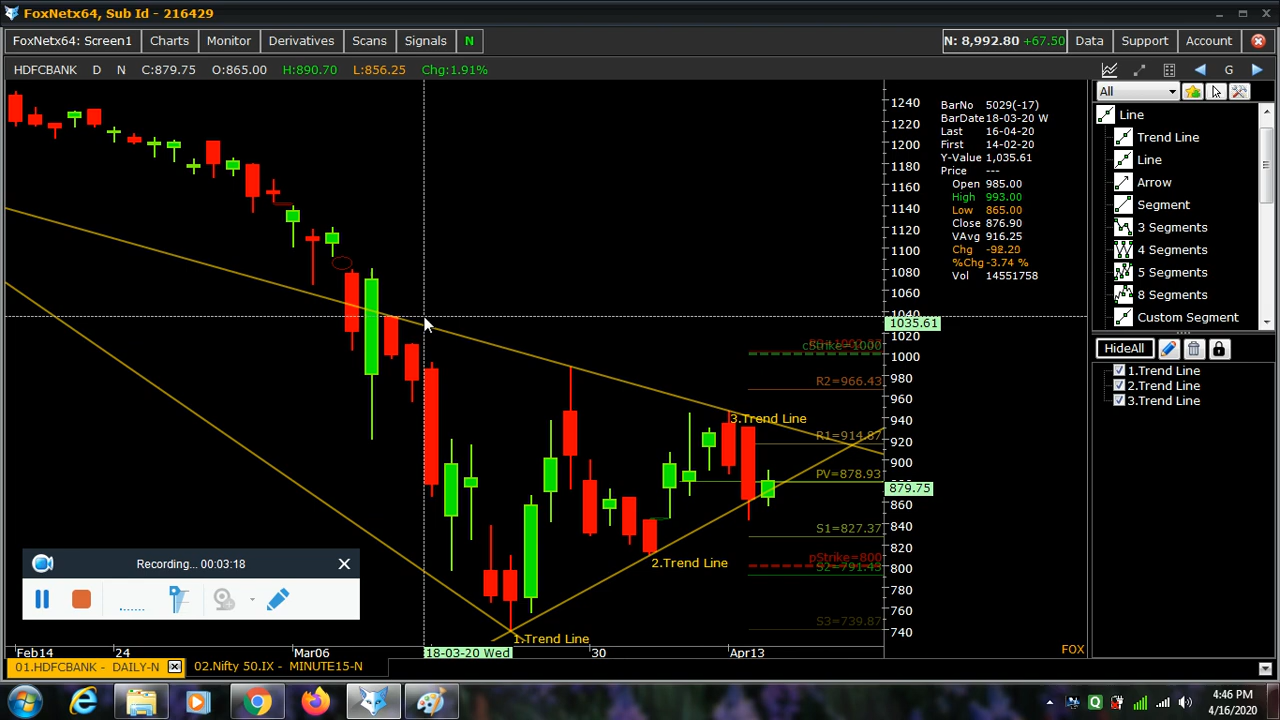 FoxNetx64, Sub Id - 216429
FoxNetx64: Screen1 Charts Monitor Derivatives Scans Signals N
N: 8,992.80 +67.50 Data Support Account
HDFCBANK D N C:879.75 O:865.00 H:890.70 L:856.25 Chg:1.91%
G
All
BarNo 5029(-17)
BarDate 18-03-20 W
Last 16-04-20
First 14-02-20
Y-Value 1,035.61
Price ---
Open 985.00
High 993.00
Low 865.00
Close 876.90
VAvg 916.25
Chg -98.20
%Chg -3.74 %
Vol 14551758
Line
Trend Line
Line
Arrow
Segment
3 Segments
4 Segments
5 Segments
8 Segments
Custom Segment
HideAll
1.Trend Line
2.Trend Line
3.Trend Line
1240
1220
1200
1180
1160
1140
1120
1100
1080
1060
1040
1035.61
1020
1000
980
960
940
920
900
879.75
860
840
820
800
780
760
740
cStrike=1000
R2=966.43
3.Trend Line
R1=914.87
PV=878.93
S1=827.37
pStrike=800
S2=791.43
S3=739.87
2.Trend Line
1.Trend Line
Recording... 00:03:18
Feb14 24 Mar06 18-03-20 Wed 30 Apr13
FOX
01.HDFCBANK - DAILY-N 02.Nifty 50.IX - MINUTE15-N
4:46 PM
4/16/2020